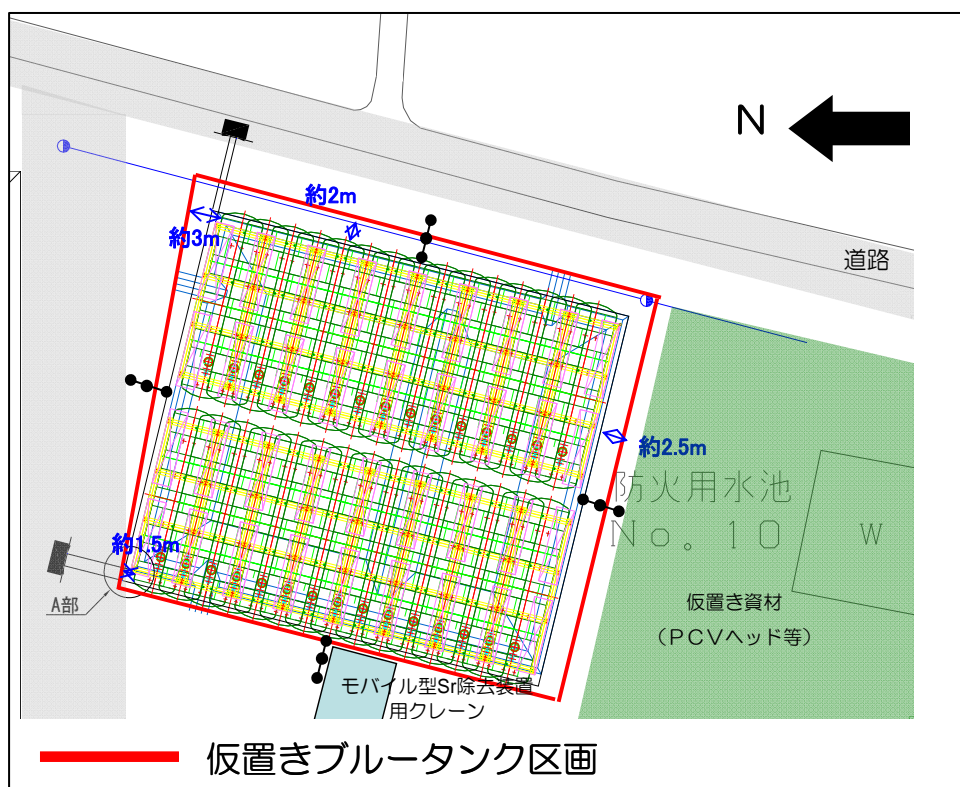 N
約2m
約3m
道路
約2.5m
防火用水池
No。10 W
約1.5m
A部
仮置き資材
(PCVヘッド等)
モバイル型Sr除去装置
用クレーン
仮置きブルータンク区画